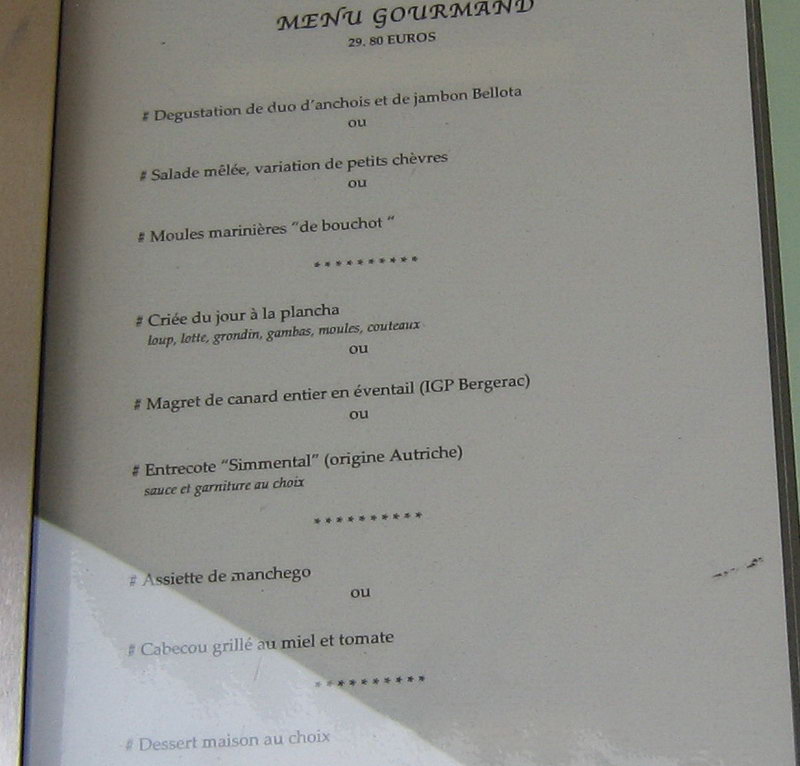 MENU GOURMAND
29. 80 EUROS
# Degustation de duo d'anchois et de jambon Bellota
ou
# Salade mêlée, variation de petits chèvres
ou
# Moules marinières "de bouchot "
* * * * * * * * * *
# Criée du jour à la plancha
loup, lotte, grondin, gambas, moules, couteaux
ou
# Magret de canard entier en éventail (IGP Bergerac)
ou
# Entrecote "Simmental" (origine Autriche)
sauce et garniture au choix
* * * * * * * * * *
# Assiette de manchego
ou
# Cabecou grillé au miel et tomate
* * * * * * * * * *
# Dessert maison au choix